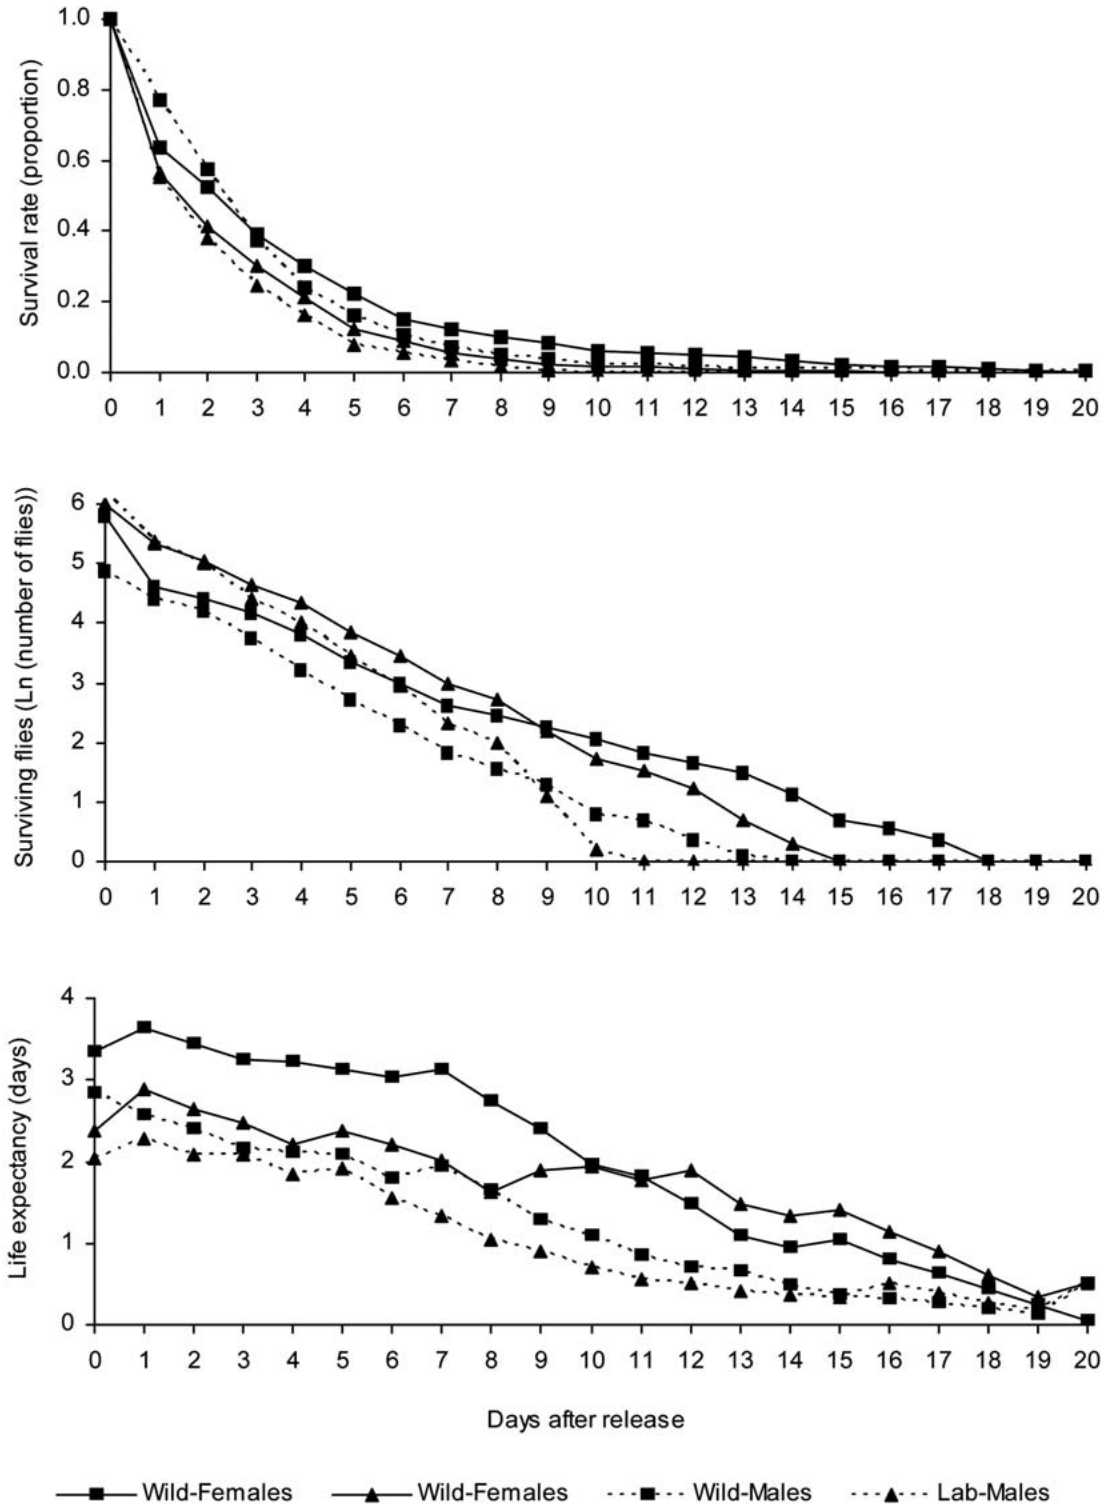 Survival rate (proportion)
1.0
0.8
0.6
0.4
0.2
0.0
0 1 2 3 4 5 6 7 8 9 10 11 12 13 14 15 16 17 18 19 20
Surviving flies (Ln (number of flies))
6
5
4
3
2
1
0
0 1 2 3 4 5 6 7 8 9 10 11 12 13 14 15 16 17 18 19 20
Life expectancy (days)
4
3
2
1
0
0 1 2 3 4 5 6 7 8 9 10 11 12 13 14 15 16 17 18 19 20
Days after release
Wild-Females Wild-Females Wild-Males Lab-Males